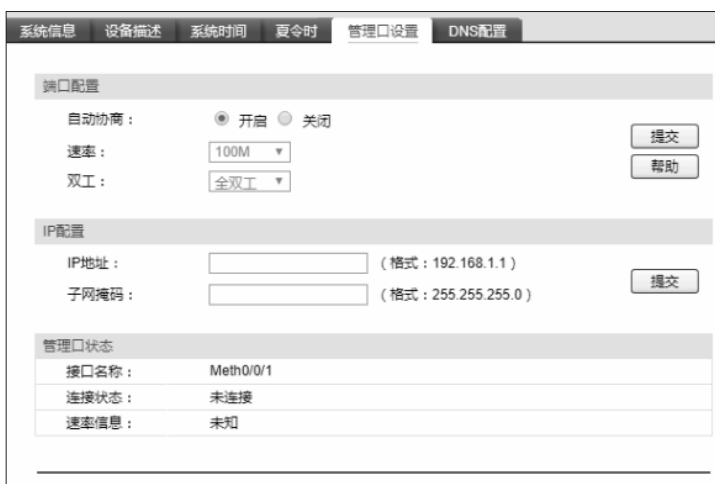 系统信息 设备描述 系统时间 夏令时 管理口设置 DNS配置
端口配置
自动协商： 开启 关闭
提交
速率： 100M
帮助
双工： 全双工
IP配置
IP地址： (格式：192.168.1.1)
提交
子网掩码： (格式：255.255.255.0)
管理口状态
接口名称： Meth0/0/1
连接状态： 未连接
速率信息： 未知